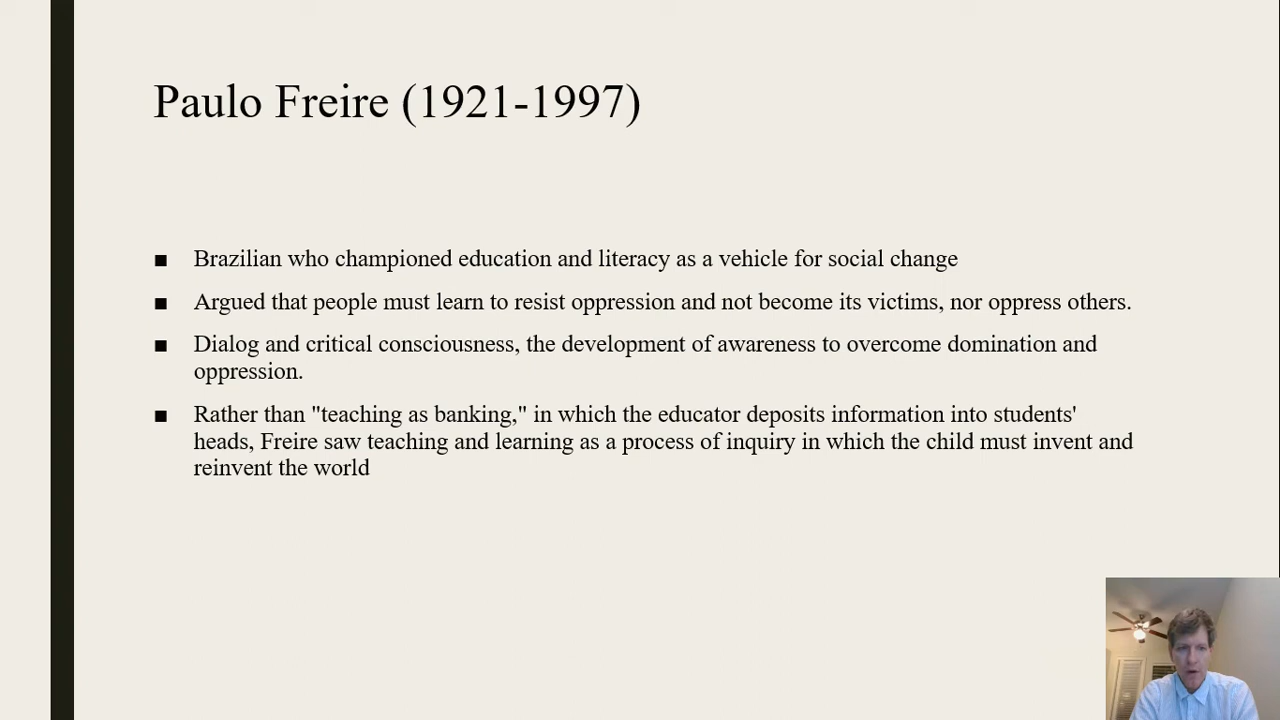 Paulo Freire (1921-1997)
■ Brazilian who championed education and literacy as a vehicle for social change
■ Argued that people must learn to resist oppression and not become its victims, nor oppress others.
■ Dialog and critical consciousness, the development of awareness to overcome domination and
oppression.
■ Rather than "teaching as banking," in which the educator deposits information into students'
heads, Freire saw teaching and learning as a process of inquiry in which the child must invent and
reinvent the world